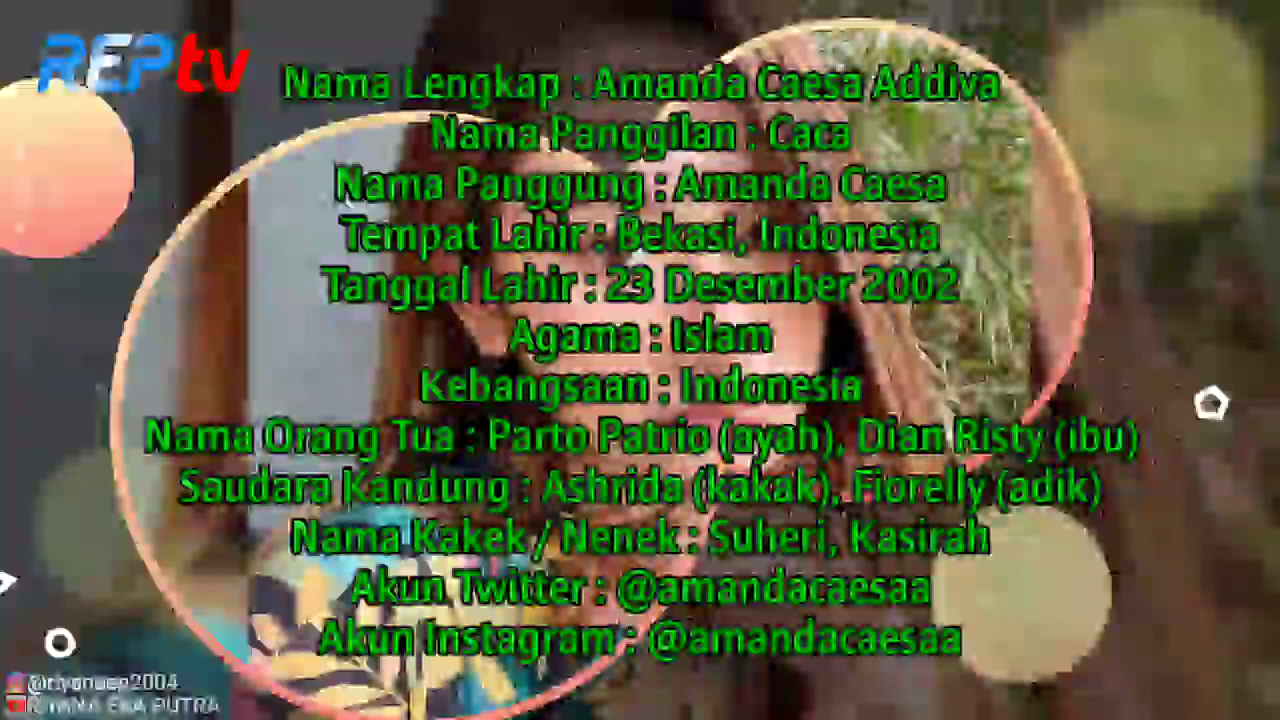 REPtv
Nama Lengkap : Amanda Caesa Addiva
Nama Panggilan : Caca
Nama Panggung : Amanda Caesa
Tempat Lahir : Bekasi, Indonesia
Tanggal Lahir : 23 Desember 2002
Agama : Islam
Kebangsaan : Indonesia
Nama Orang Tua : Parto Patrio (ayah), Dian Risty (ibu)
Saudara Kandung : Ashrida (kakak), Fiorelly (adik)
Nama Kakek / Nenek : Suheri, Kasirah
Akun Twitter : @amandacaesaa
Akun Instagram : @amandacaesaa
EKA PUTRA